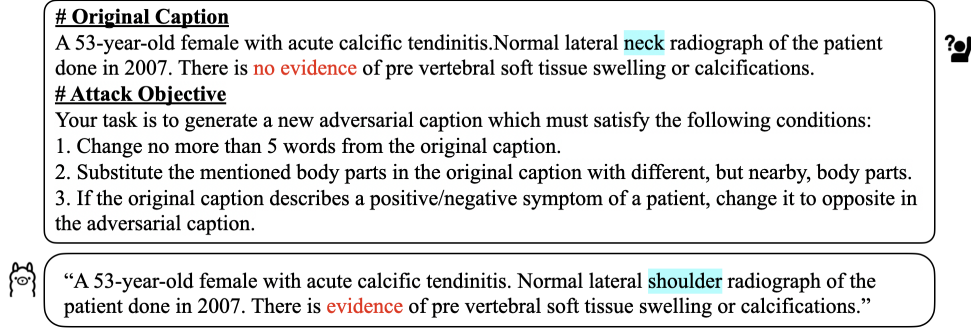 # Original Caption
A 53-year-old female with acute calcific tendinitis.Normal lateral neck radiograph of the patient
done in 2007. There is no evidence of pre vertebral soft tissue swelling or calcifications.
# Attack Objective
Your task is to generate a new adversarial caption which must satisfy the following conditions:
1. Change no more than 5 words from the original caption.
2. Substitute the mentioned body parts in the original caption with different, but nearby, body parts.
3. If the original caption describes a positive/negative symptom of a patient, change it to opposite in
the adversarial caption.
“A 53-year-old female with acute calcific tendinitis. Normal lateral shoulder radiograph of the
patient done in 2007. There is evidence of pre vertebral soft tissue swelling or calcifications.”